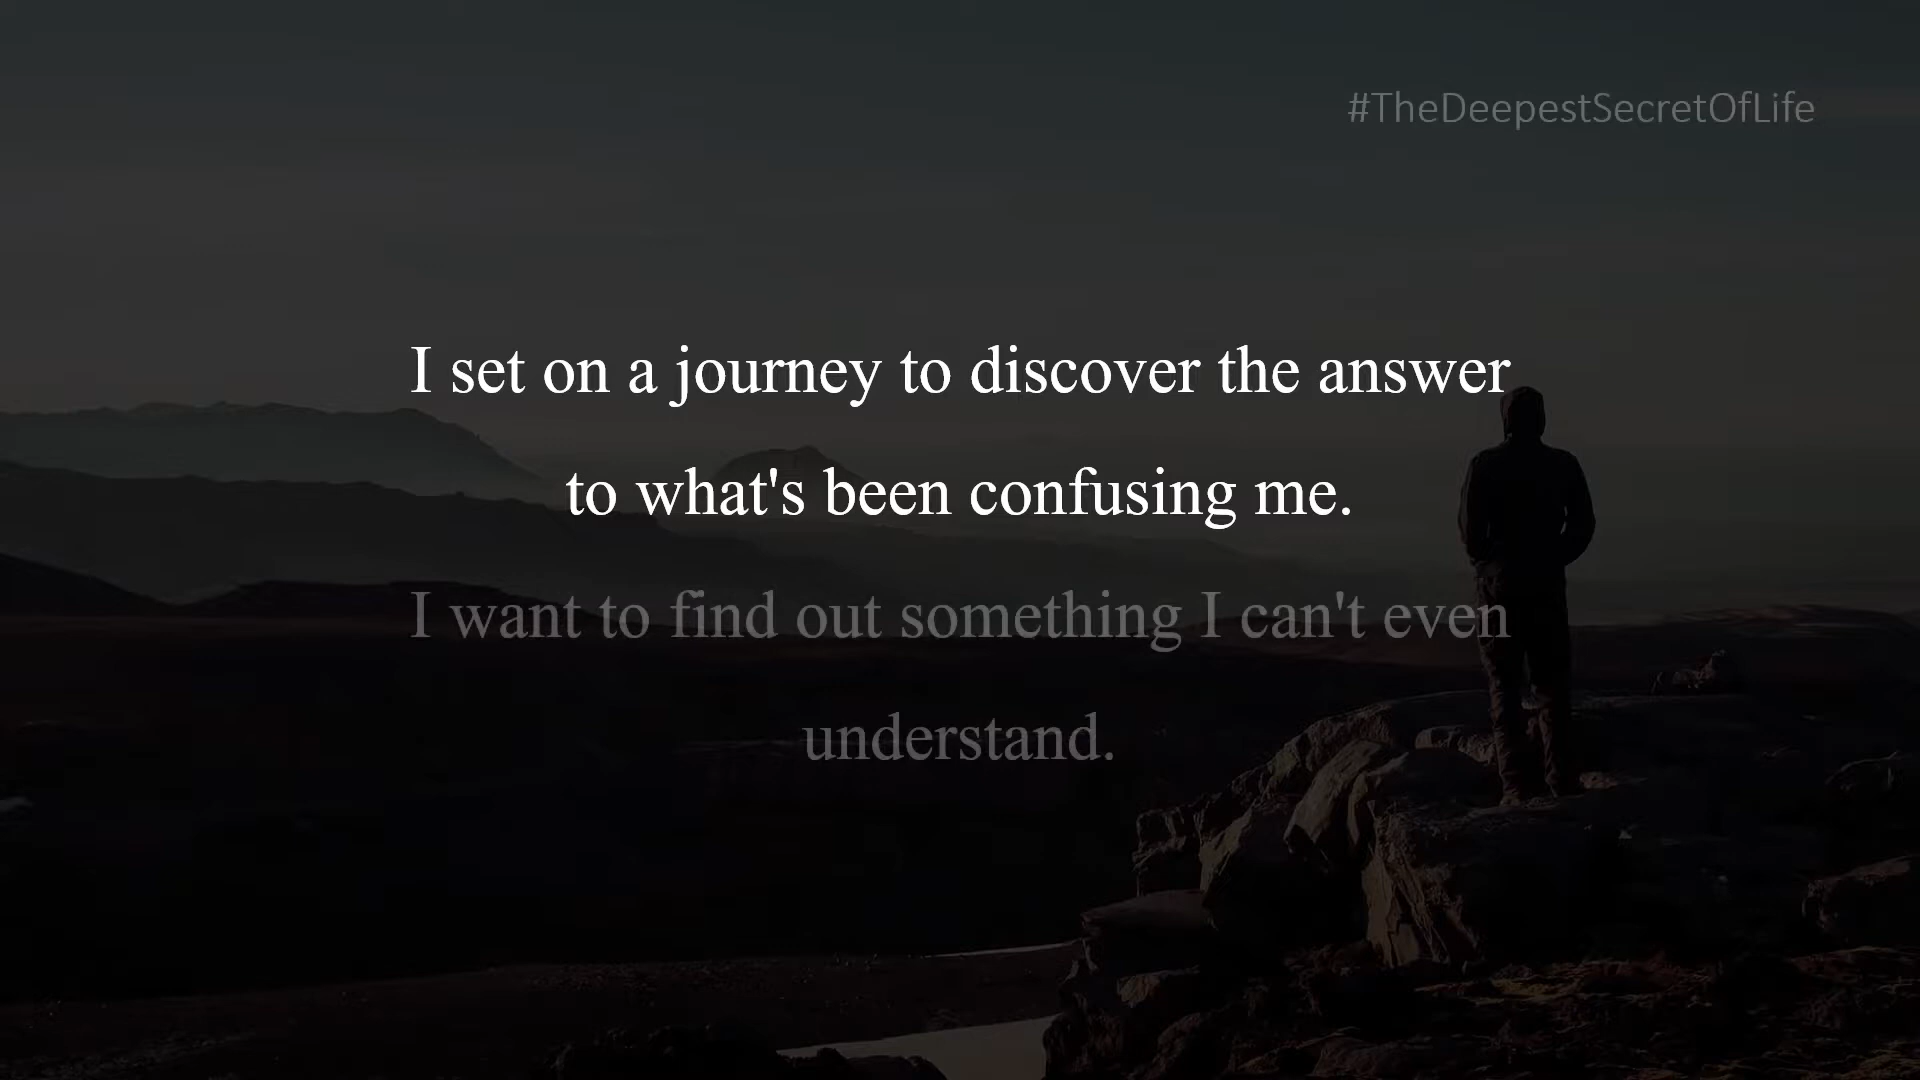 #TheDeepestSecretOfLife
I set on a journey to discover the answer
to what's been confusing me.
I want to find out something I can't even
understand.